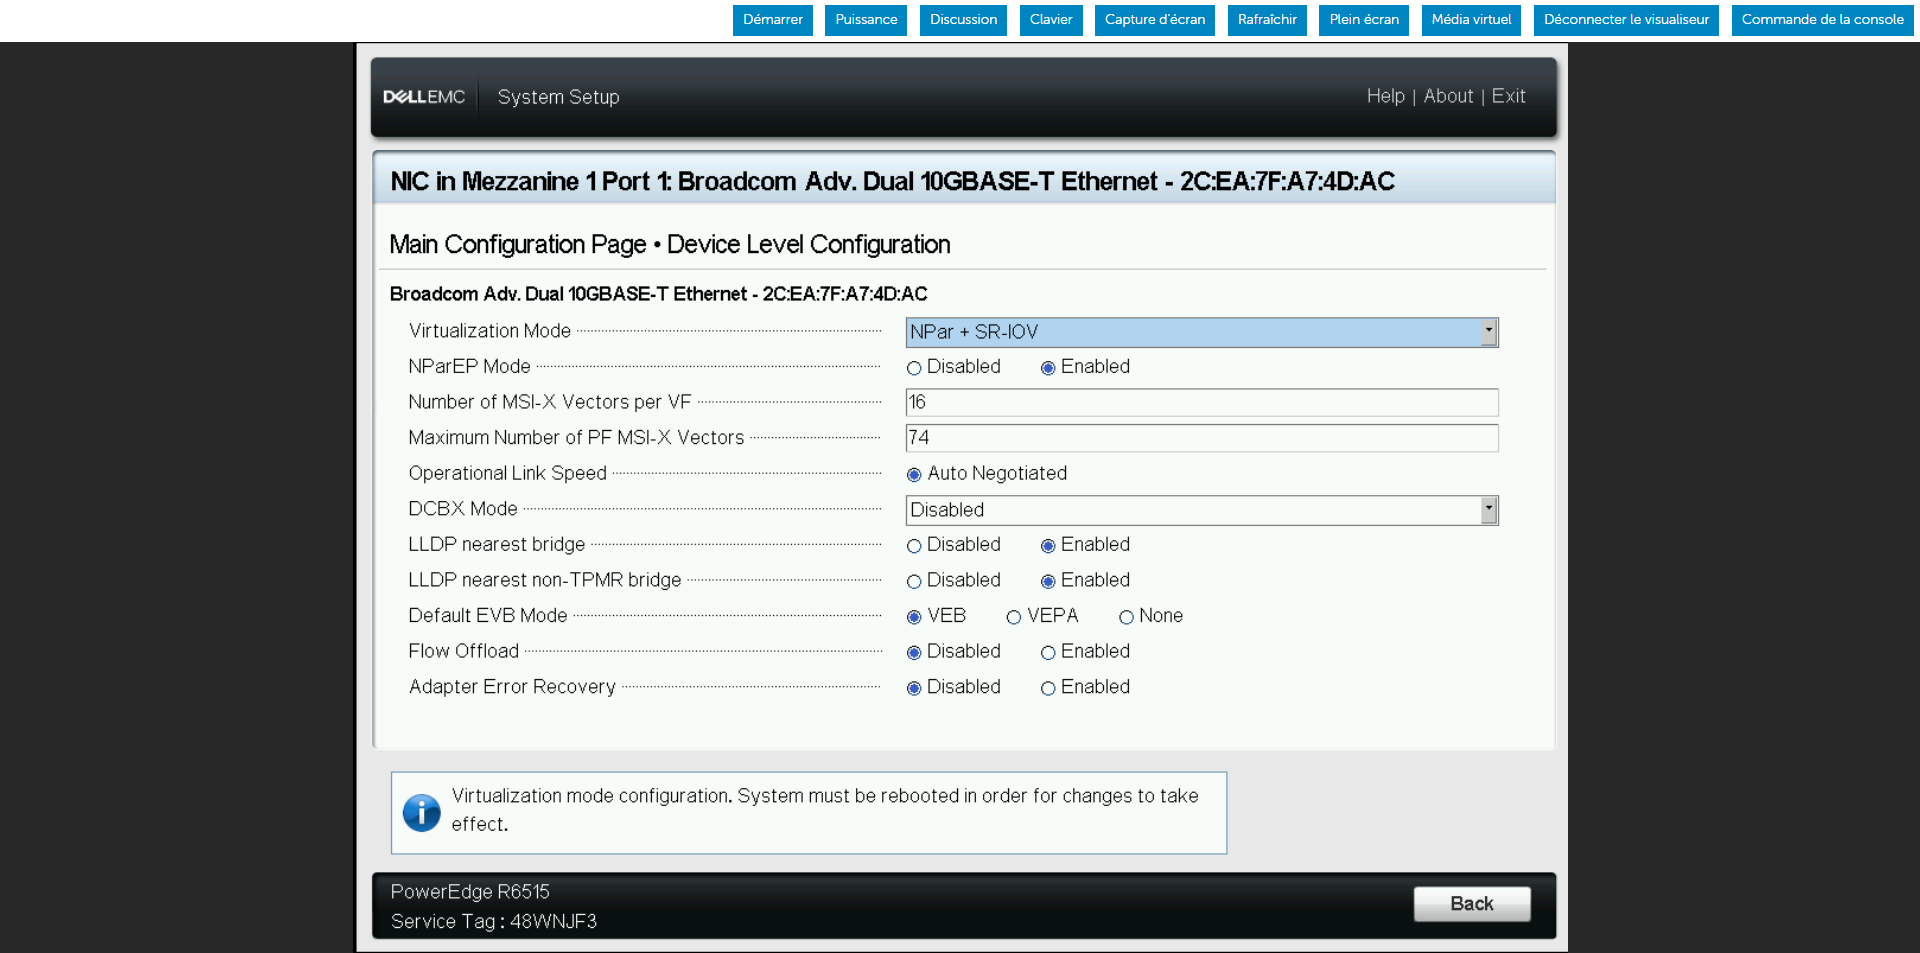 Démarrer Puissance Discussion Clavier Capture d'écran Rafraîchir Plein écran Média virtuel Déconnecter le visualiseur Commande de la console
DELLEMC System Setup Help | About | Exit
NIC in Mezzanine 1 Port 1: Broadcom Adv. Dual 10GBASE-T Ethernet - 2C:EA:7F:A7:4D:AC
Main Configuration Page • Device Level Configuration
Broadcom Adv. Dual 10GBASE-T Ethernet - 2C:EA:7F:A7:4D:AC
Virtualization Mode NPar + SR-IOV
NParEP Mode Disabled Enabled
Number of MSI-X Vectors per VF 16
Maximum Number of PF MSI-X Vectors 74
Operational Link Speed Auto Negotiated
DCBX Mode Disabled
LLDP nearest bridge Disabled Enabled
LLDP nearest non-TPMR bridge Disabled Enabled
Default EVB Mode VEB VEPA None
Flow Offload Disabled Enabled
Adapter Error Recovery Disabled Enabled
Virtualization mode configuration. System must be rebooted in order for changes to take
effect.
PowerEdge R6515
Service Tag : 48WNJF3
Back